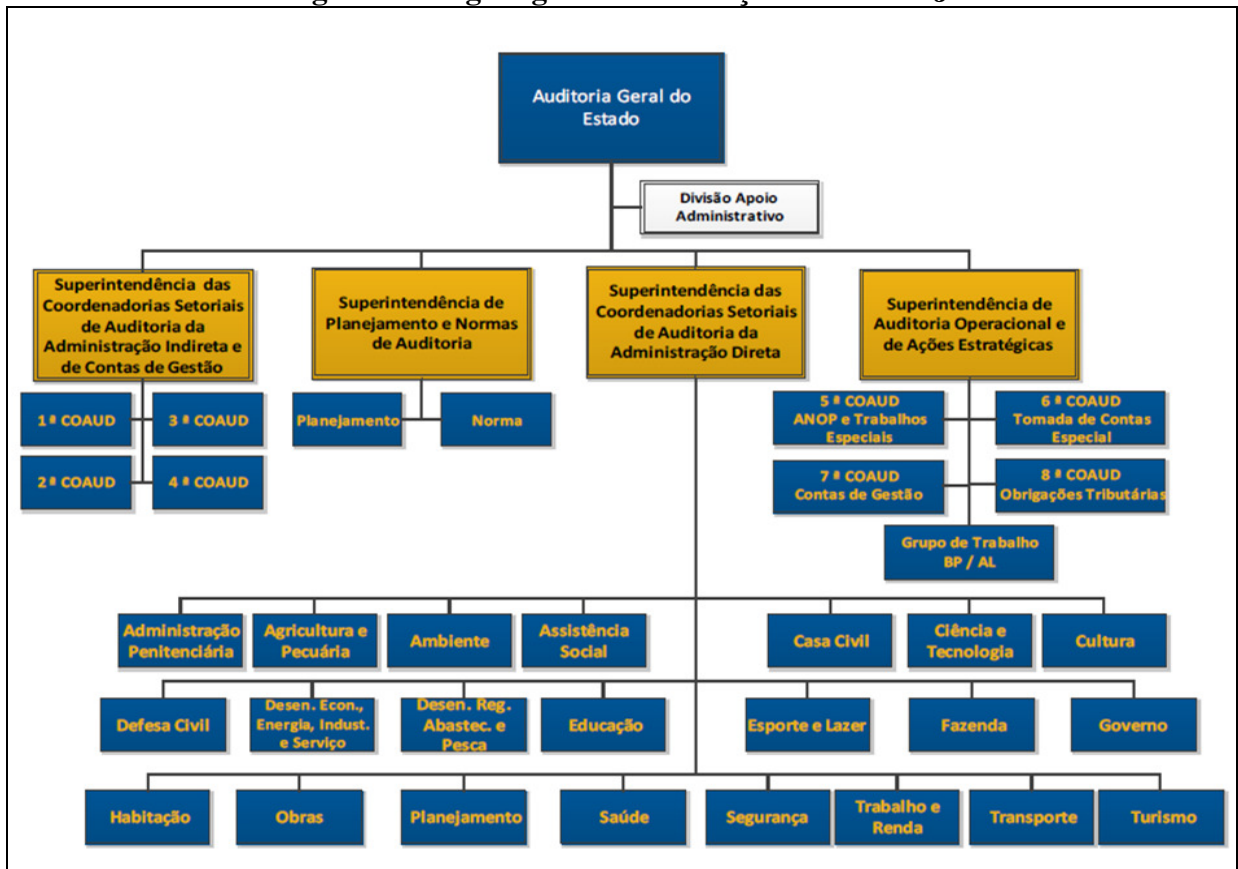 Auditoria Geral do
Estado
Divisão Apoio
Administrativo
Superintendência das
Coordenadorias Setoriais
de Auditoria da
Administração Indireta e
de Contas de Gestão
Superintendência de
Planejamento e Normas
de Auditoria
Superintendência das
Coordenadorias Setoriais
de Auditoria da
Administração Direta
Superintendência de
Auditoria Operacional e
de Ações Estratégicas
1ª COAUD
3ª COAUD
2ª COAUD
4ª COAUD
Planejamento
Norma
5ª COAUD
ANOP e Trabalhos
Especiais
6ª COAUD
Tomada de Contas
Especial
7ª COAUD
Contas de Gestão
8ª COAUD
Obrigações Tributárias
Grupo de Trabalho
BP / AL
Administração
Penitenciária
Agricultura e
Pecuária
Ambiente
Assistência
Social
Casa Civil
Ciência e
Tecnologia
Cultura
Defesa Civil
Desen. Econ.,
Energia, Indust.
e Serviço
Desen. Reg.
Abastec. e
Pesca
Educação
Esporte e Lazer
Fazenda
Governo
Habitação
Obras
Planejamento
Saúde
Segurança
Trabalho e
Renda
Transporte
Turismo